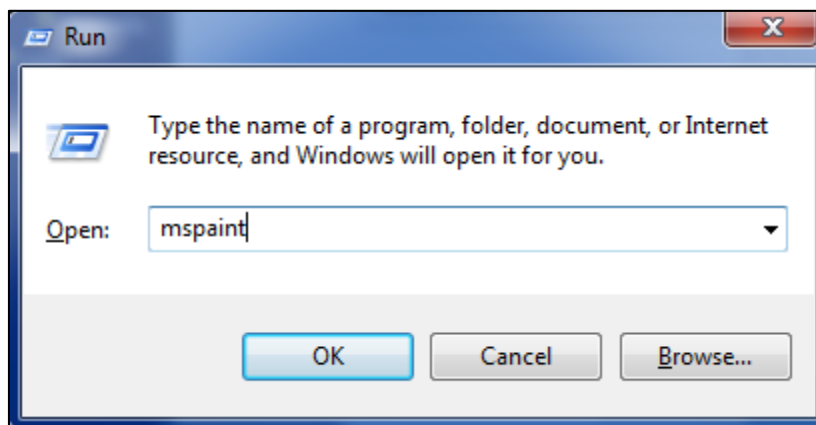 Run
Type the name of a program, folder, document, or Internet
resource, and Windows will open it for you.
Open: mspaint
OK Cancel Browse...